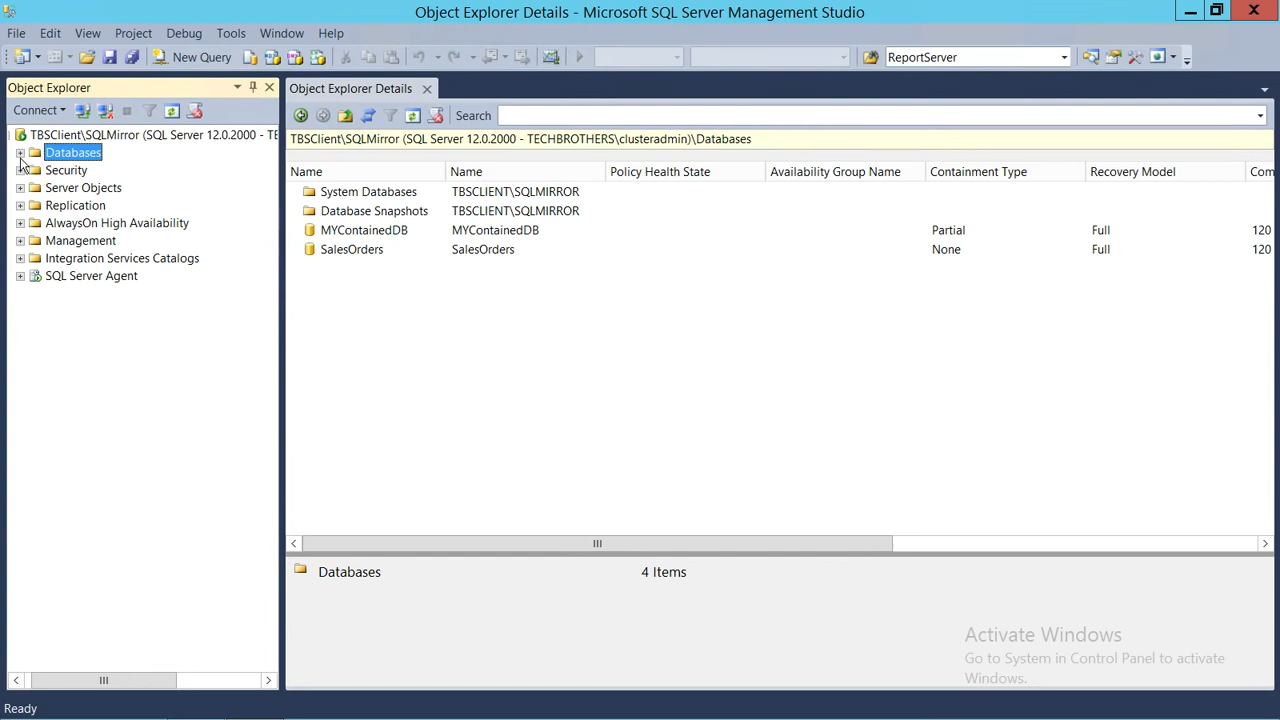 Object Explorer Details - Microsoft SQL Server Management Studio
File Edit View Project Debug Tools Window Help
New Query ReportServer
Object Explorer
Connect
TBSClient\SQLMirror (SQL Server 12.0.2000 - TE
Databases
Security
Server Objects
Replication
AlwaysOn High Availability
Management
Integration Services Catalogs
SQL Server Agent
Object Explorer Details
Search
TBSClient\SQLMirror (SQL Server 12.0.2000 - TECHBROTHERS\clusteradmin)\Databases
Name Name Policy Health State Availability Group Name Containment Type Recovery Model Com
System Databases TBSCLIENT\SQLMIRROR
Database Snapshots TBSCLIENT\SQLMIRROR
MYContainedDB MYContainedDB Partial Full 120
SalesOrders SalesOrders None Full 120
Databases 4 Items
Activate Windows
Go to System in Control Panel to activate
Windows.
Ready